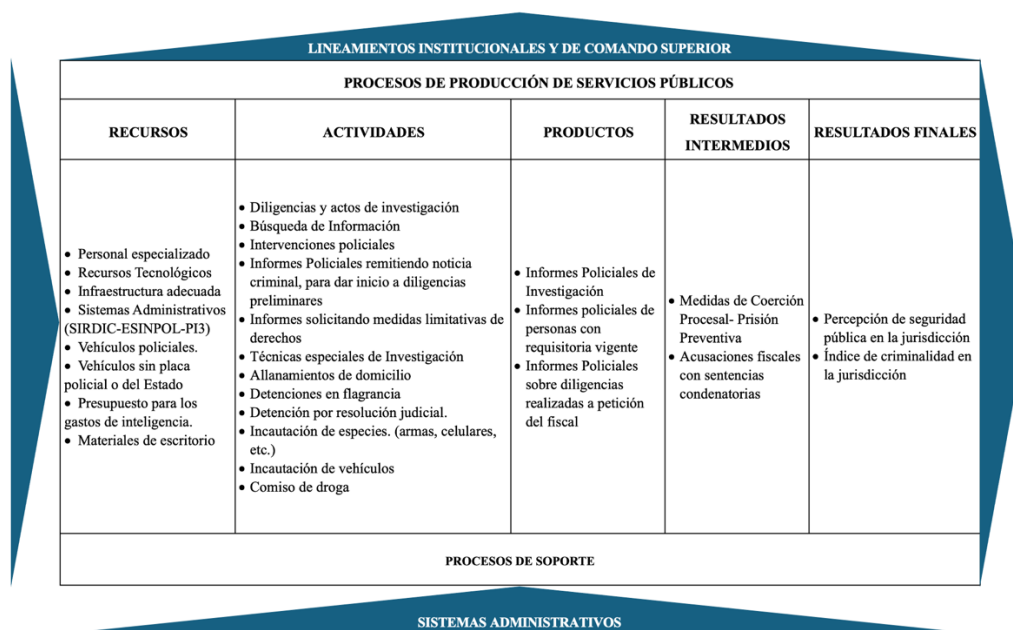 LINEAMIENTOS INSTITUCIONALES Y DE COMANDO SUPERIOR
PROCESOS DE PRODUCCIÓN DE SERVICIOS PÚBLICOS
RECURSOS
ACTIVIDADES
PRODUCTOS
RESULTADOS
INTERMEDIOS
RESULTADOS FINALES
• Personal especializado
• Recursos Tecnológicos
• Infraestructura adecuada
• Sistemas Administrativos
(SIRDIC-ESINPOL-PI3)
• Vehículos policiales.
• Vehículos sin placa
policial o del Estado
• Presupuesto para los
gastos de inteligencia.
• Materiales de escritorio
• Diligencias y actos de investigación
• Búsqueda de Información
• Intervenciones policiales
• Informes Policiales remitiendo noticia
criminal, para dar inicio a diligencias
preliminares
• Informes solicitando medidas limitativas de
derechos
• Técnicas especiales de Investigación
• Allanamientos de domicilio
• Detenciones en flagrancia
• Detención por resolución judicial.
• Incautación de especies. (armas, celulares,
etc.)
• Incautación de vehículos
• Comiso de droga
• Informes Policiales de
Investigación
• Informes policiales de
personas con
requisitoria vigente
• Informes Policiales
sobre diligencias
realizadas a petición
del fiscal
• Medidas de Coerción
Procesal- Prisión
Preventiva
• Acusaciones fiscales
con sentencias
condenatorias
• Percepción de seguridad
pública en la jurisdicción
• Índice de criminalidad en
la jurisdicción
PROCESOS DE SOPORTE
SISTEMAS ADMINISTRATIVOS